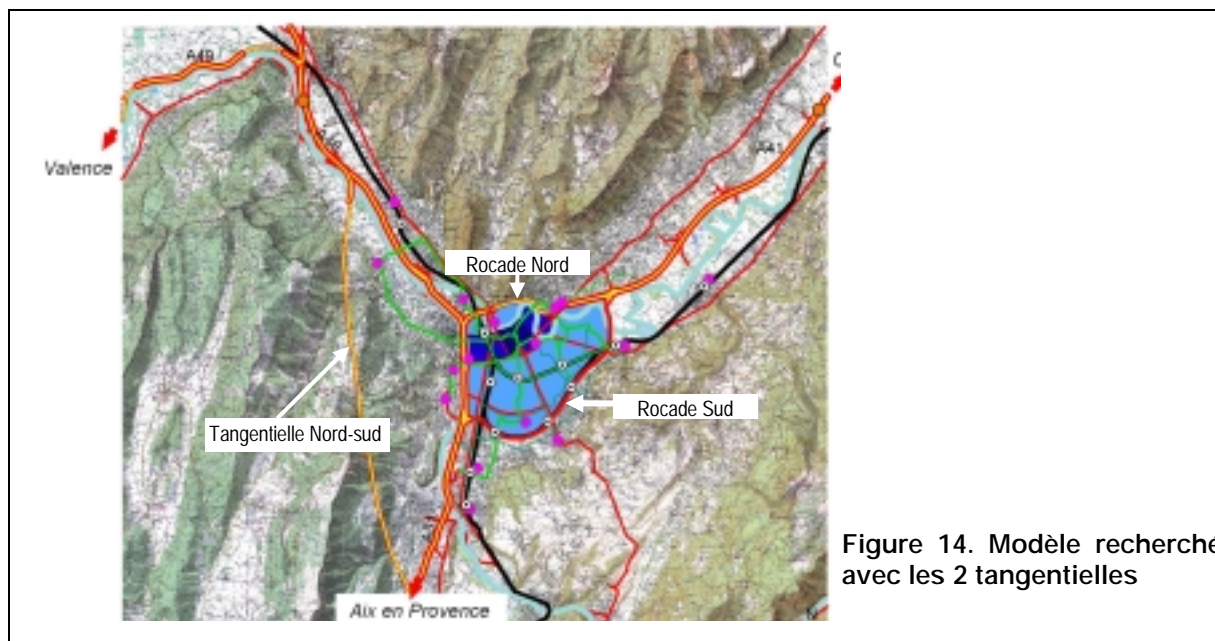 A49
A41
Valence
Rocade Nord
Rocade Sud
Tangentielle Nord-sud
Aix en Provence
Figure 14. Modèle recherché
avec les 2 tangentielles